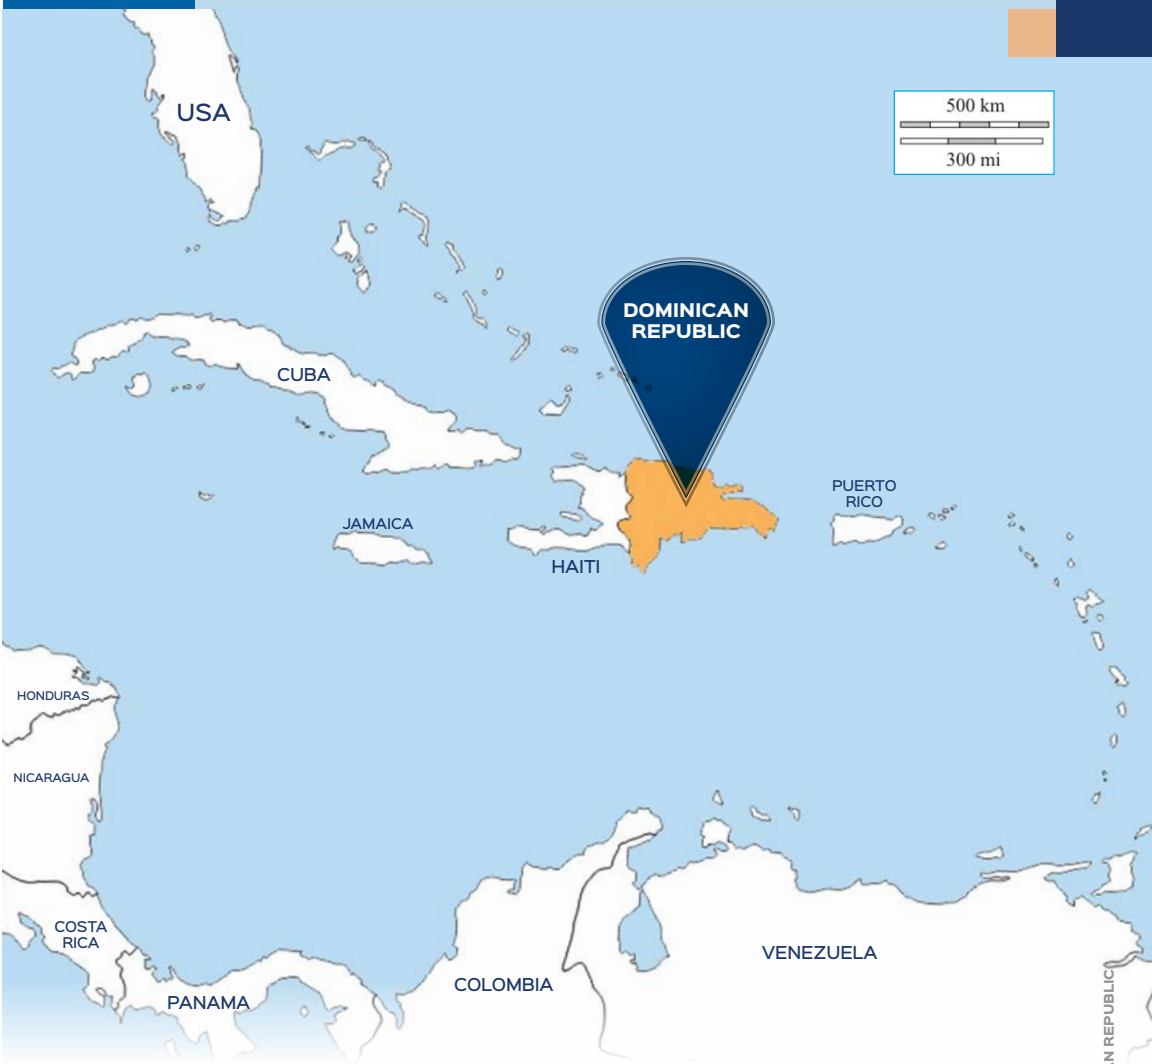 USA
500 km
300 mi
DOMINICAN
REPUBLIC
CUBA
PUERTO
RICO
JAMAICA
HAITI
HONDURAS
NICARAGUA
COSTA
RICA
VENEZUELA
COLOMBIA
PANAMA
N REPUBLIC